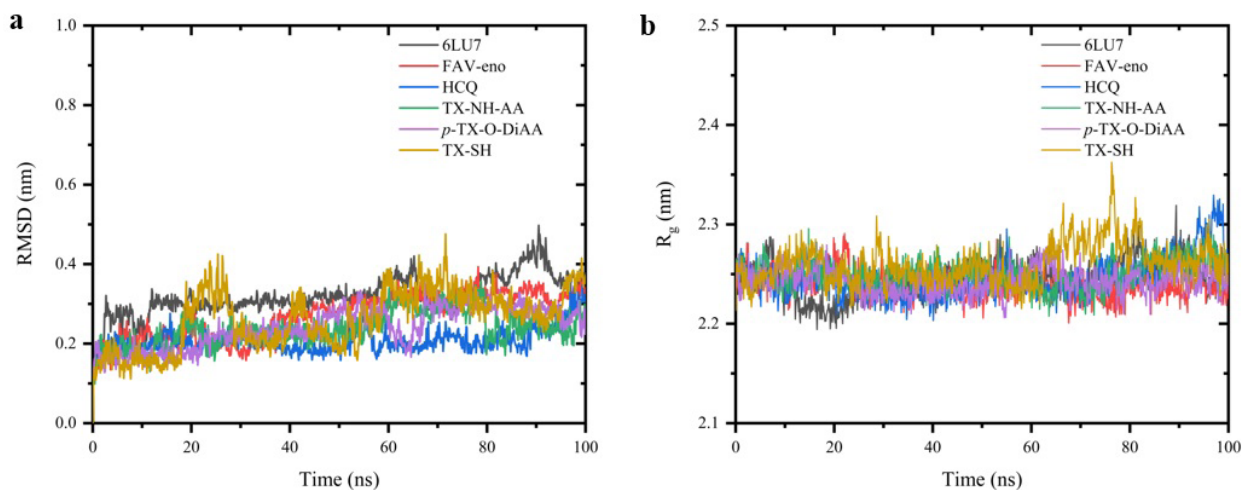 a
1.0
0.8
0.6
0.4
0.2
0.0
RMSD (nm)
6LU7
FAV-eno
HCQ
TX-NH-AA
p-TX-O-DiAA
TX-SH
0
20
40
60
80
100
Time (ns)
b
2.5
2.4
2.3
2.2
2.1
Rg (nm)
6LU7
FAV-eno
HCQ
TX-NH-AA
p-TX-O-DiAA
TX-SH
0
20
40
60
80
100
Time (ns)